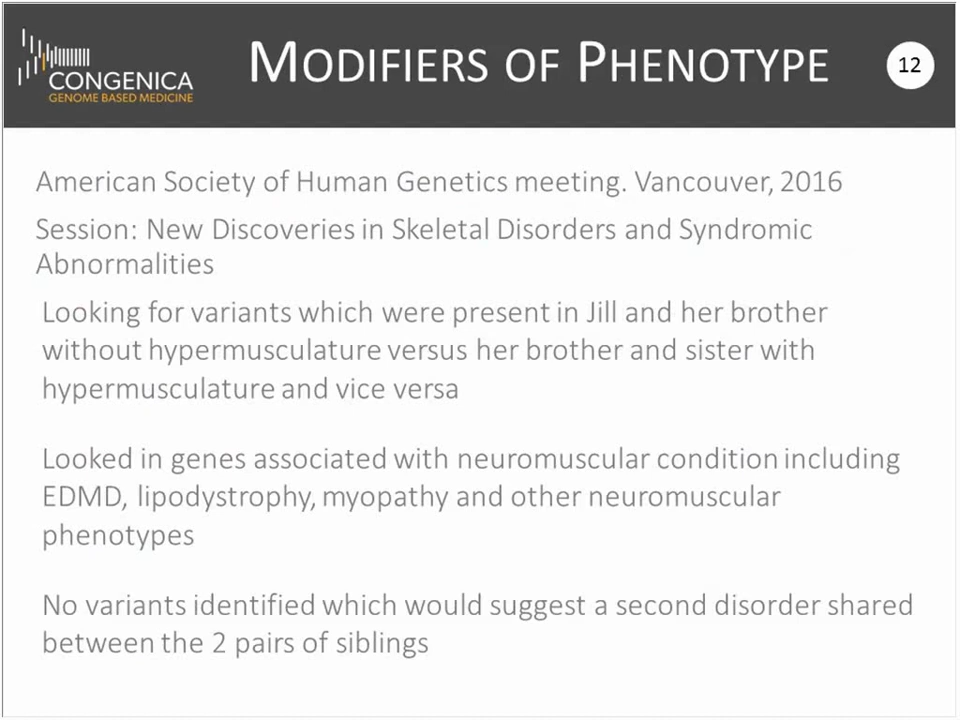 CONGENICA
GENOME BASED MEDICINE
MODIFIERS OF PHENOTYPE
12
American Society of Human Genetics meeting. Vancouver, 2016
Session: New Discoveries in Skeletal Disorders and Syndromic
Abnormalities
Looking for variants which were present in Jill and her brother
without hypermusculature versus her brother and sister with
hypermusculature and vice versa
Looked in genes associated with neuromuscular condition including
EDMD, lipodystrophy, myopathy and other neuromuscular
phenotypes
No variants identified which would suggest a second disorder shared
between the 2 pairs of siblings